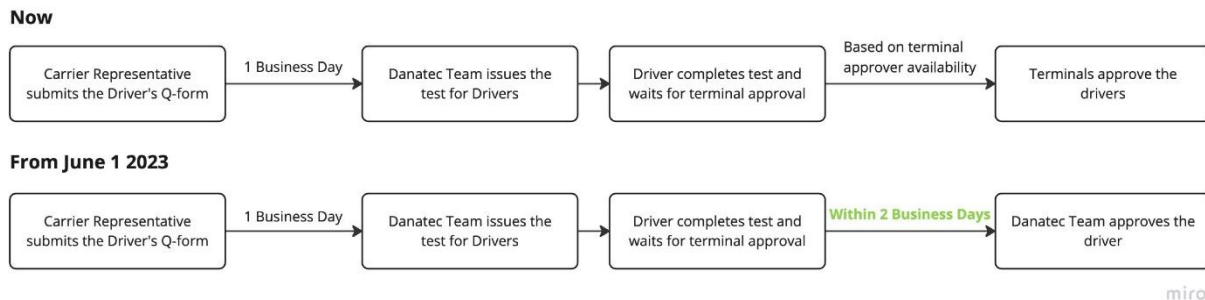 Now
Carrier Representative
submits the Driver's Q-form
1 Business Day
Danatec Team issues the
test for Drivers
Driver completes test and
waits for terminal approval
Based on terminal
approver availability
Terminals approve the
drivers
From June 1 2023
Carrier Representative
submits the Driver's Q-form
1 Business Day
Danatec Team issues the
test for Drivers
Driver completes test and
waits for terminal approval
Within 2 Business Days
Danatec Team approves the
driver
miro